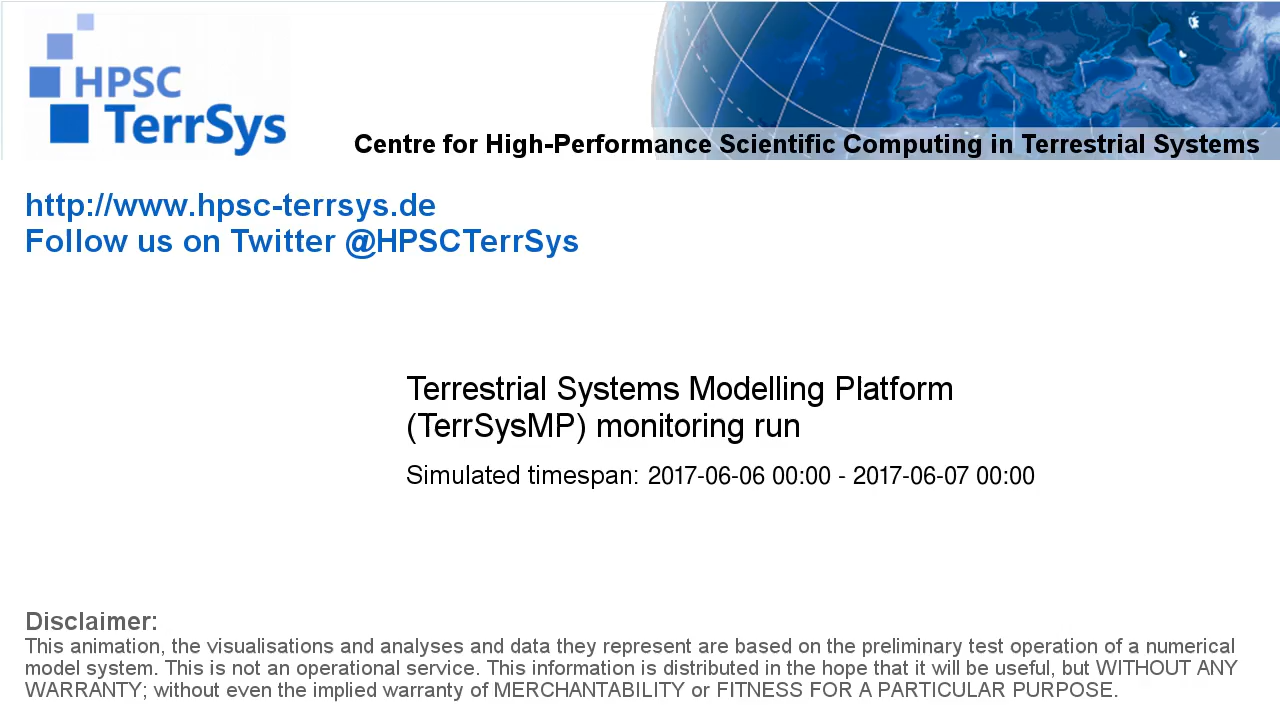 HPSC
TerrSys
Centre for High-Performance Scientific Computing in Terrestrial Systems
http://www.hpsc-terrsys.de
Follow us on Twitter @HPSCTerrSys
Terrestrial Systems Modelling Platform
(TerrSysMP) monitoring run
Simulated timespan: 2017-06-06 00:00 - 2017-06-07 00:00
Disclaimer:
This animation, the visualisations and analyses and data they represent are based on the preliminary test operation of a numerical
model system. This is not an operational service. This information is distributed in the hope that it will be useful, but WITHOUT ANY
WARRANTY; without even the implied warranty of MERCHANTABILITY or FITNESS FOR A PARTICULAR PURPOSE.